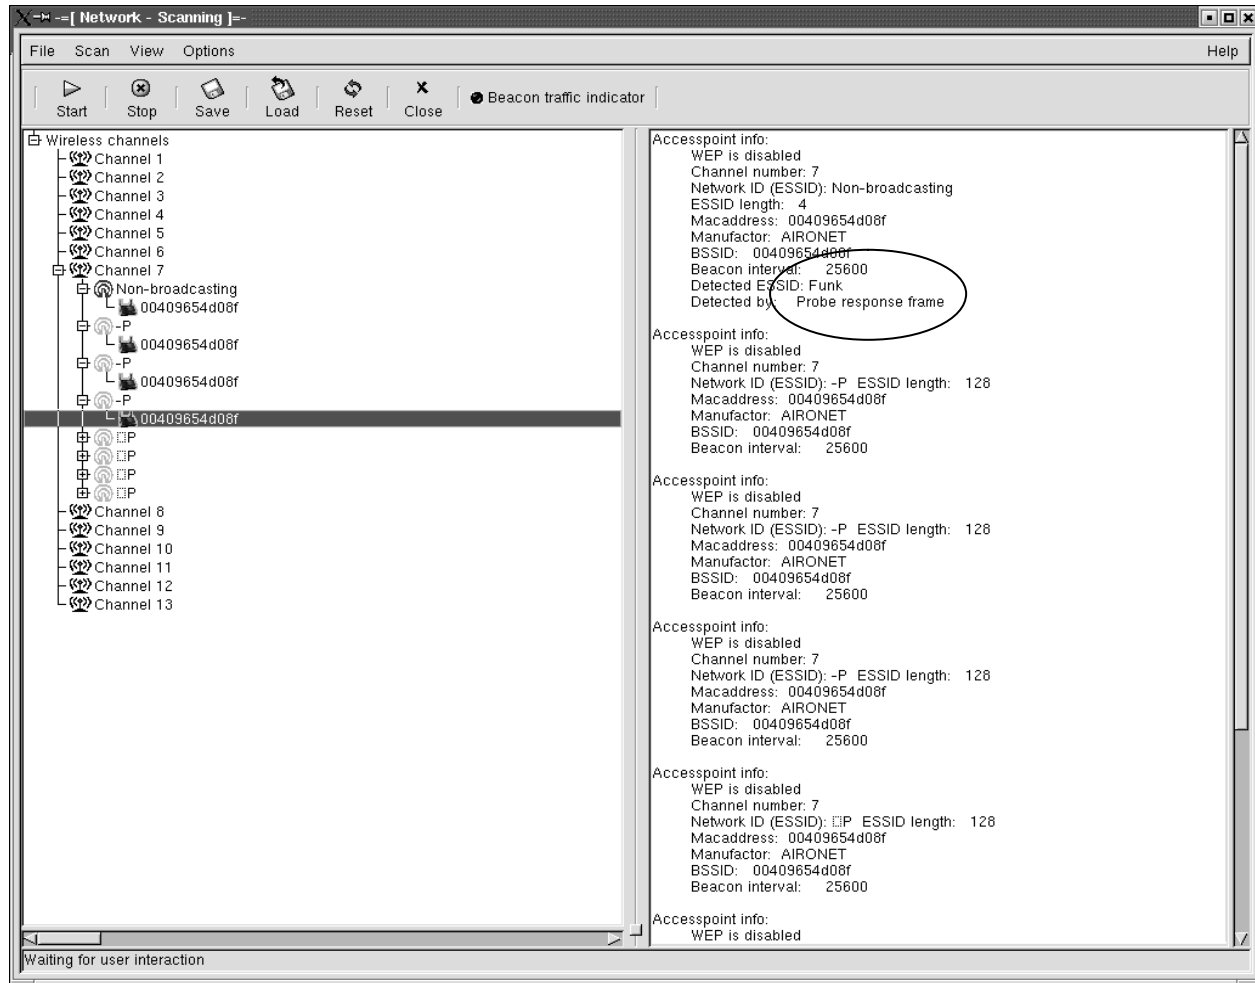 -=[ Network - Scanning ]=-
File Scan View Options Help
Start Stop Save Load Reset Close Beacon traffic indicator
Wireless channels
Channel 1
Channel 2
Channel 3
Channel 4
Channel 5
Channel 6
Channel 7
Non-broadcasting
00409654d08f
-P
00409654d08f
-P
00409654d08f
-P
00409654d08f
P
P
P
P
Channel 8
Channel 9
Channel 10
Channel 11
Channel 12
Channel 13
Accesspoint info:
WEP is disabled
Channel number: 7
Network ID (ESSID): Non-broadcasting
ESSID length: 4
Macaddress: 00409654d08f
Manufactor: AIRONET
BSSID: 00409654d08f
Beacon interval: 25600
Detected ESSID: Funk
Detected by: Probe response frame
Accesspoint info:
WEP is disabled
Channel number: 7
Network ID (ESSID): -P ESSID length: 128
Macaddress: 00409654d08f
Manufactor: AIRONET
BSSID: 00409654d08f
Beacon interval: 25600
Accesspoint info:
WEP is disabled
Channel number: 7
Network ID (ESSID): -P ESSID length: 128
Macaddress: 00409654d08f
Manufactor: AIRONET
BSSID: 00409654d08f
Beacon interval: 25600
Accesspoint info:
WEP is disabled
Channel number: 7
Network ID (ESSID): -P ESSID length: 128
Macaddress: 00409654d08f
Manufactor: AIRONET
BSSID: 00409654d08f
Beacon interval: 25600
Accesspoint info:
WEP is disabled
Channel number: 7
Network ID (ESSID): P ESSID length: 128
Macaddress: 00409654d08f
Manufactor: AIRONET
BSSID: 00409654d08f
Beacon interval: 25600
Accesspoint info:
WEP is disabled
Waiting for user interaction